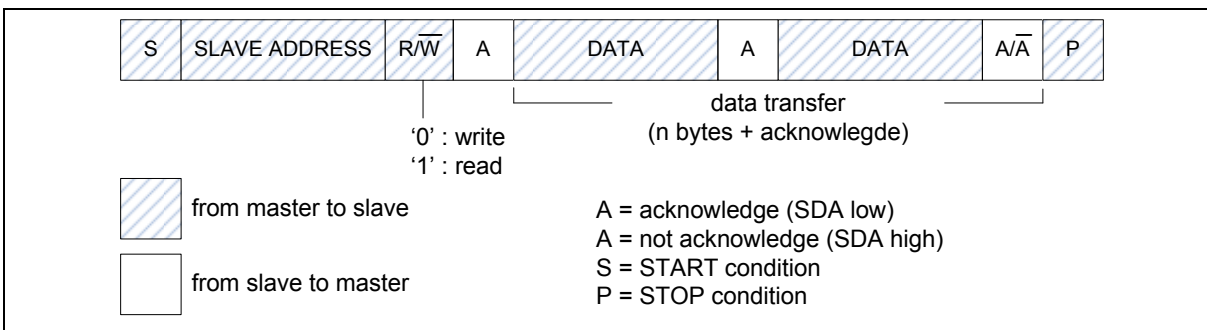 S SLAVE ADDRESS R/W̅ A DATA A DATA A/A̅ P
data transfer
(n bytes + acknowlegde)
‘0’ : write
‘1’ : read
from master to slave
from slave to master
A = acknowledge (SDA low)
A = not acknowledge (SDA high)
S = START condition
P = STOP condition